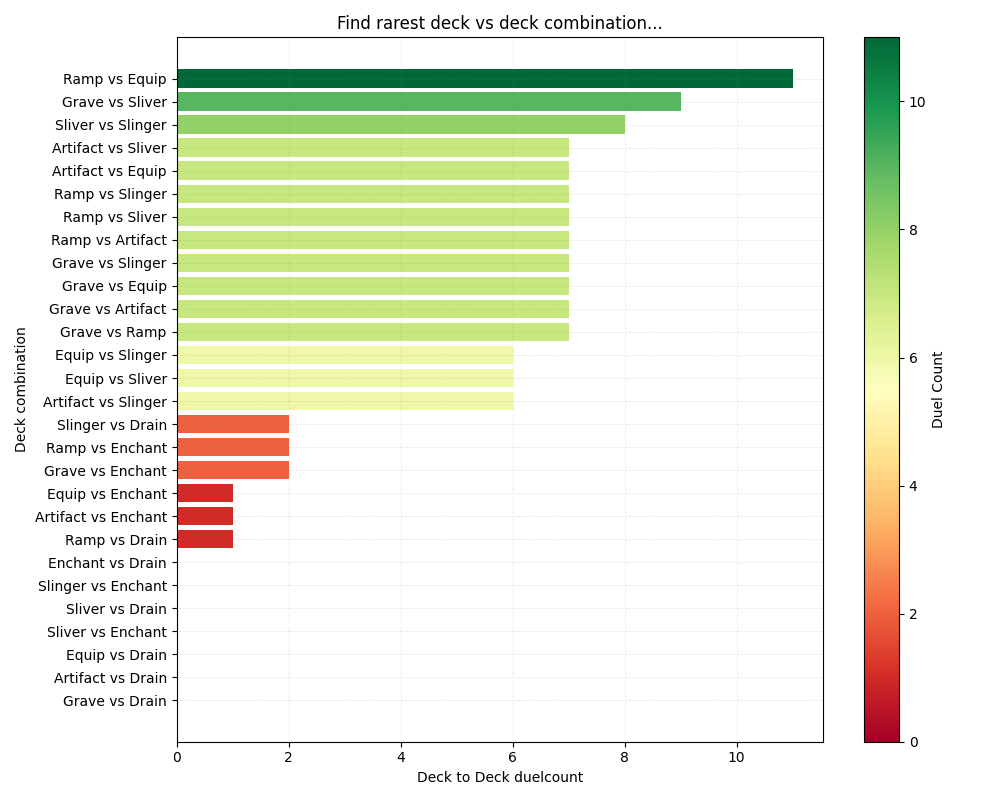 Find rarest deck vs deck combination...
Deck combination
Ramp vs Equip
Grave vs Sliver
Sliver vs Slinger
Artifact vs Sliver
Artifact vs Equip
Ramp vs Slinger
Ramp vs Sliver
Ramp vs Artifact
Grave vs Slinger
Grave vs Equip
Grave vs Artifact
Grave vs Ramp
Equip vs Slinger
Equip vs Sliver
Artifact vs Slinger
Slinger vs Drain
Ramp vs Enchant
Grave vs Enchant
Equip vs Enchant
Artifact vs Enchant
Ramp vs Drain
Enchant vs Drain
Slinger vs Enchant
Sliver vs Drain
Sliver vs Enchant
Equip vs Drain
Artifact vs Drain
Grave vs Drain
0 2 4 6 8 10
Deck to Deck duelcount
10
8
6
4
2
0
Duel Count